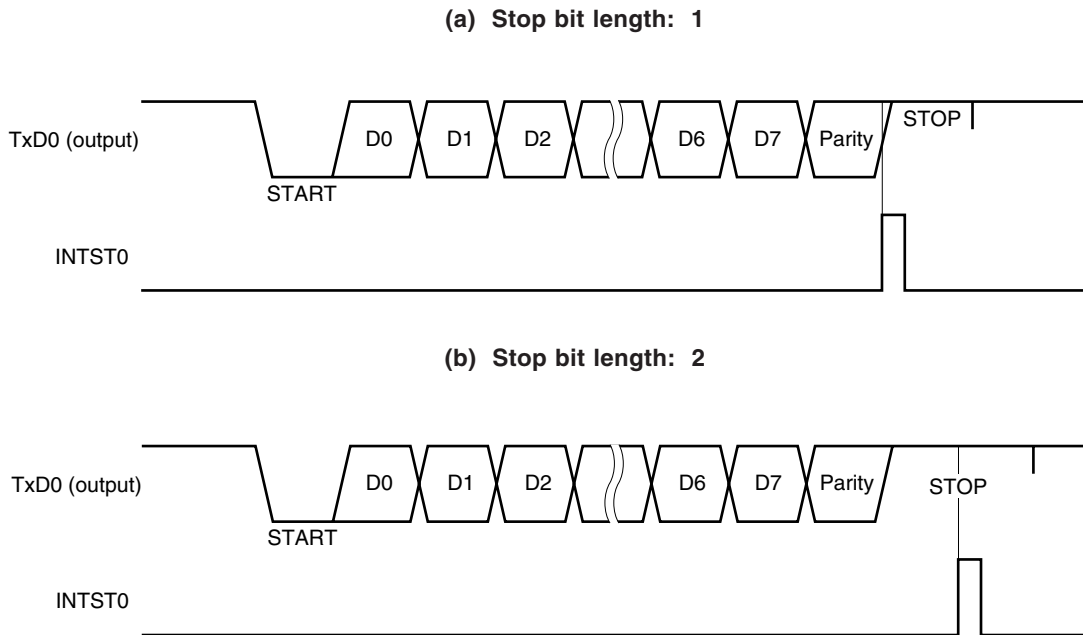 (a) Stop bit length: 1
TxD0 (output)
D0 D1 D2 D6 D7 Parity STOP
START
INTST0
(b) Stop bit length: 2
TxD0 (output)
D0 D1 D2 D6 D7 Parity STOP
START
INTST0